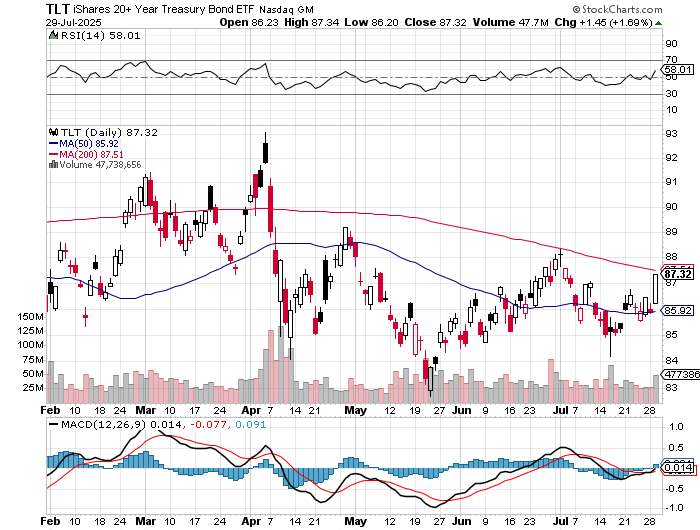 TLT iShares 20+ Year Treasury Bond ETF Nasdaq GM © StockCharts.com
29-Jul-2025 Open 86.23 High 87.34 Low 86.20 Close 87.32 Volume 47.7M Chg +1.45 (+1.69%)
RSI(14) 58.01
90
70
58.01
50
30
10
TLT (Daily) 87.32
MA(50) 85.92
MA(200) 87.51
Volume 47,738,656
93
92
91
90
89
88
87.32
87
85.92
85
84
83
477386
150M
125M
100M
75M
50M
25M
Feb 10 18 24 Mar 10 17 24 Apr 7 14 21 May 12 19 27 Jun 9 16 23 Jul 7 14 21 28
MACD(12,26,9) 0.014, -0.077, 0.091
1.0
0.5
0.014
-0.5
-1.0
Feb 10 18 24 Mar 10 17 24 Apr 7 14 21 May 12 19 27 Jun 9 16 23 Jul 7 14 21 28